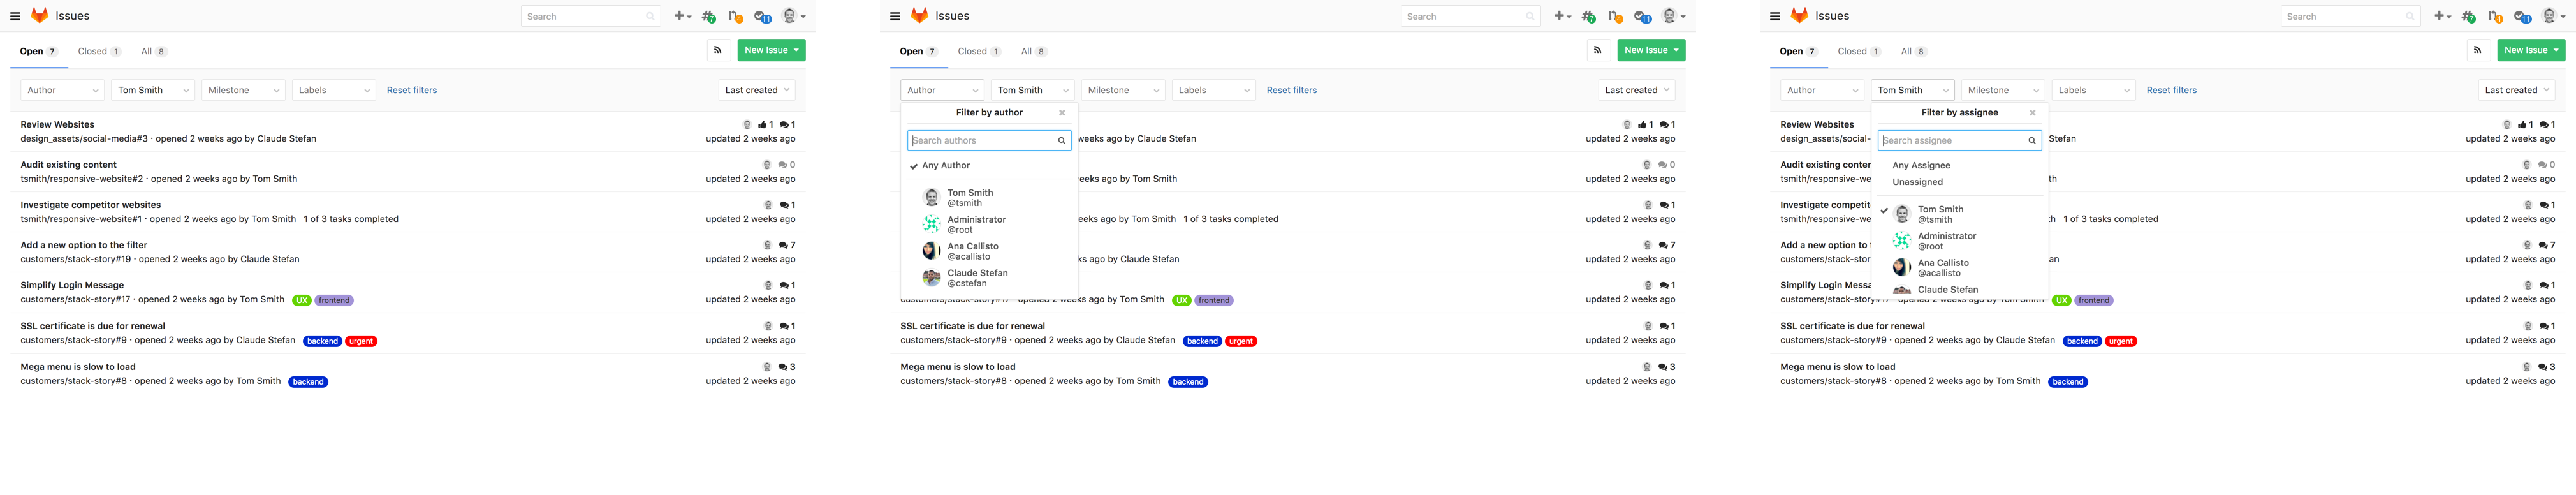 Issues
Search
7
4
11
Open 7
Closed 1
All 8
New Issue
Author
Tom Smith
Milestone
Labels
Reset filters
Last created
Review Websites
1 1
design_assets/social-media#3 · opened 2 weeks ago by Claude Stefan
updated 2 weeks ago
Audit existing content
0
tsmith/responsive-website#2 · opened 2 weeks ago by Tom Smith
updated 2 weeks ago
Investigate competitor websites
1
tsmith/responsive-website#1 · opened 2 weeks ago by Tom Smith 1 of 3 tasks completed
updated 2 weeks ago
Add a new option to the filter
7
customers/stack-story#19 · opened 2 weeks ago by Claude Stefan
updated 2 weeks ago
Simplify Login Message
1
customers/stack-story#17 · opened 2 weeks ago by Tom Smith UX frontend
updated 2 weeks ago
SSL certificate is due for renewal
1
customers/stack-story#9 · opened 2 weeks ago by Claude Stefan backend urgent
updated 2 weeks ago
Mega menu is slow to load
3
customers/stack-story#8 · opened 2 weeks ago by Tom Smith backend
updated 2 weeks ago
Issues
Search
7
4
11
Open 7
Closed 1
All 8
New Issue
Author
Tom Smith
Milestone
Labels
Reset filters
Last created
Filter by author
Search authors
Any Author
Tom Smith
@tsmith
Administrator
@root
Ana Callisto
@acallisto
Claude Stefan
@cstefan
1 1
weeks ago by Claude Stefan
updated 2 weeks ago
0
eeks ago by Tom Smith
updated 2 weeks ago
1
eeks ago by Tom Smith 1 of 3 tasks completed
updated 2 weeks ago
7
ks ago by Claude Stefan
updated 2 weeks ago
1
customers/stack-story#17 · opened 2 weeks ago by Tom Smith UX frontend
updated 2 weeks ago
SSL certificate is due for renewal
1
customers/stack-story#9 · opened 2 weeks ago by Claude Stefan backend urgent
updated 2 weeks ago
Mega menu is slow to load
3
customers/stack-story#8 · opened 2 weeks ago by Tom Smith backend
updated 2 weeks ago
Issues
Search
7
4
11
Open 7
Closed 1
All 8
New Issue
Author
Tom Smith
Milestone
Labels
Reset filters
Last created
Filter by assignee
Search assignee
Any Assignee
Unassigned
Tom Smith
@tsmith
Administrator
@root
Ana Callisto
@acallisto
Claude Stefan
Review Websites
1 1
design_assets/social- Stefan
updated 2 weeks ago
Audit existing conter
0
tsmith/responsive-we th
updated 2 weeks ago
Investigate competit
1
tsmith/responsive-we th 1 of 3 tasks completed
updated 2 weeks ago
Add a new option to
7
customers/stack-stor an
updated 2 weeks ago
Simplify Login Messa
1
customers/stack-story#17 · opened 2 weeks ago by Tom Smith UX frontend
updated 2 weeks ago
SSL certificate is due for renewal
1
customers/stack-story#9 · opened 2 weeks ago by Claude Stefan backend urgent
updated 2 weeks ago
Mega menu is slow to load
3
customers/stack-story#8 · opened 2 weeks ago by Tom Smith backend
updated 2 weeks ago